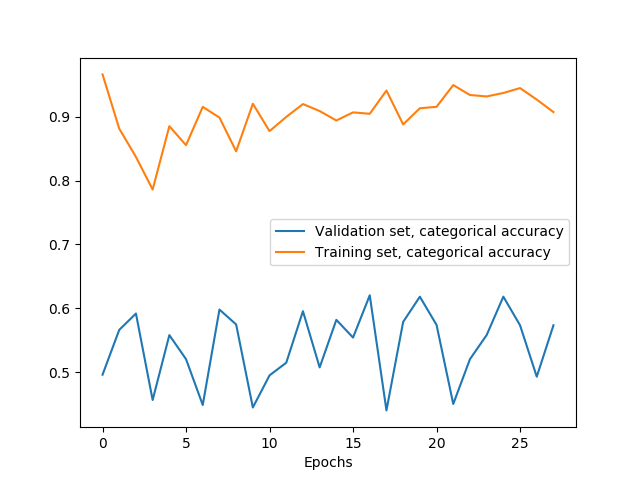 0.9
0.8
0.7
0.6
0.5
Validation set, categorical accuracy
Training set, categorical accuracy
0 5 10 15 20 25
Epochs